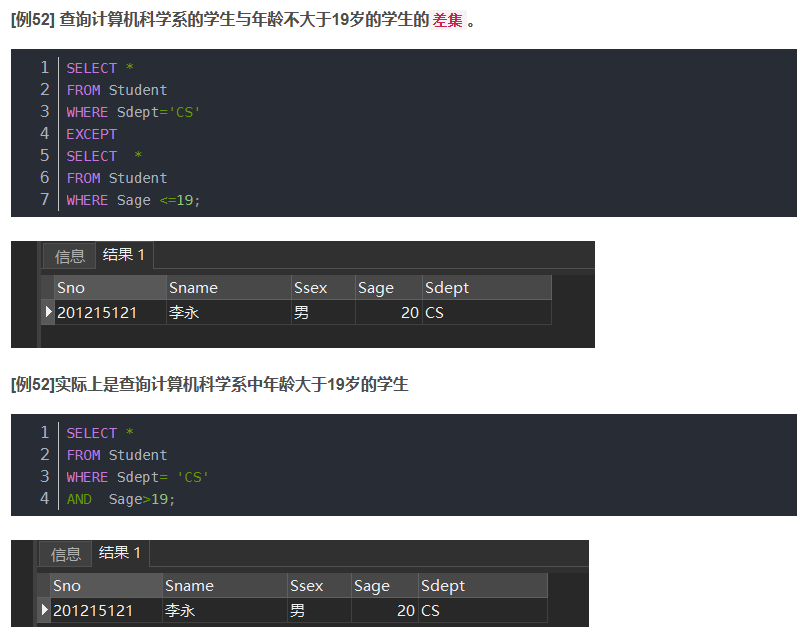 [例52] 查询计算机科学系的学生与年龄不大于19岁的学生的 差集 。
1 SELECT *
2 FROM Student
3 WHERE Sdept='CS'
4 EXCEPT
5 SELECT  *
6 FROM Student
7 WHERE Sage <=19;
信息 结果 1
Sno Sname Ssex Sage Sdept
201215121 李永 男 20 CS
[例52]实际上是查询计算机科学系中年龄大于19岁的学生
1 SELECT *
2 FROM Student
3 WHERE Sdept= 'CS'
4 AND  Sage>19;
信息 结果 1
Sno Sname Ssex Sage Sdept
201215121 李永 男 20 CS